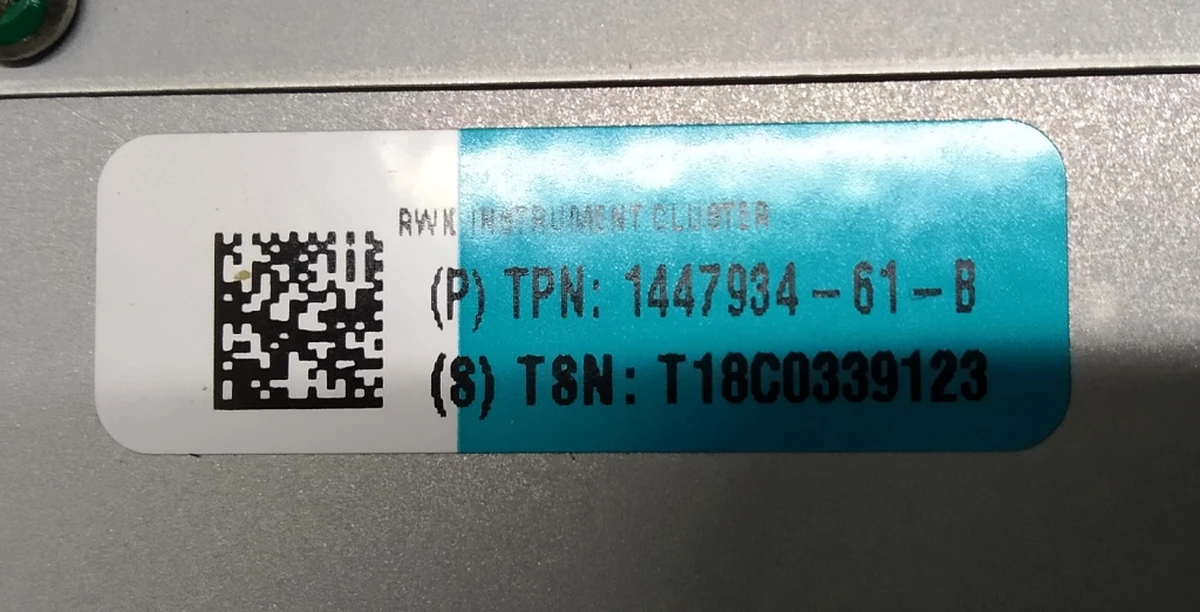 RWK INSTRUMENT CLUSTER
(P) TPN: 1447934-61-B
(S) TSN: T18C0339123